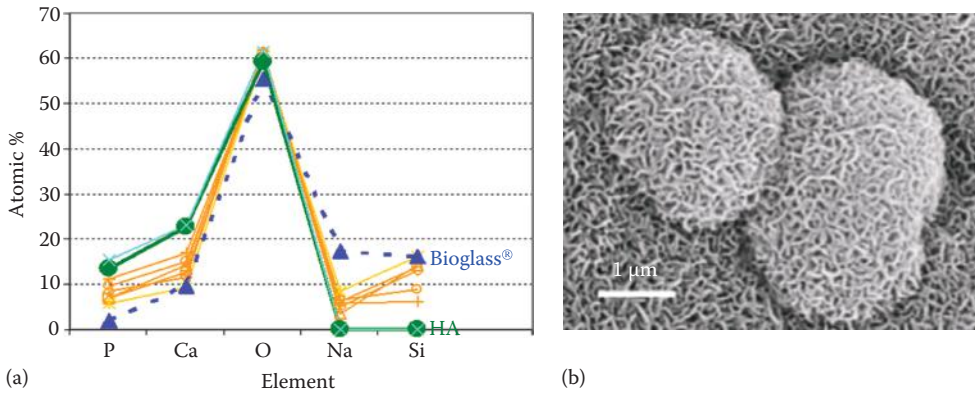 70
60
50
40
30
20
10
0
Atomic %
P Ca O Na Si
Element
Bioglass®
HA
(a)
1 µm
(b)